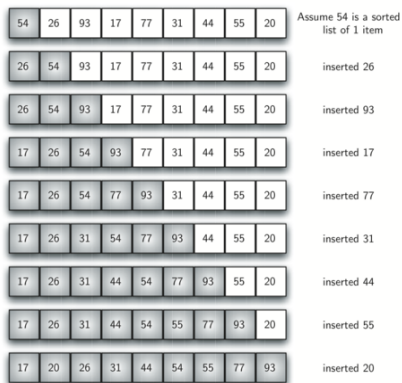 54 26 93 17 77 31 44 55 20 Assume 54 is a sorted
list of 1 item
26 54 93 17 77 31 44 55 20 inserted 26
26 54 93 17 77 31 44 55 20 inserted 93
17 26 54 93 77 31 44 55 20 inserted 17
17 26 54 77 93 31 44 55 20 inserted 77
17 26 31 54 77 93 44 55 20 inserted 31
17 26 31 44 54 77 93 55 20 inserted 44
17 26 31 44 54 55 77 93 20 inserted 55
17 20 26 31 44 54 55 77 93 inserted 20